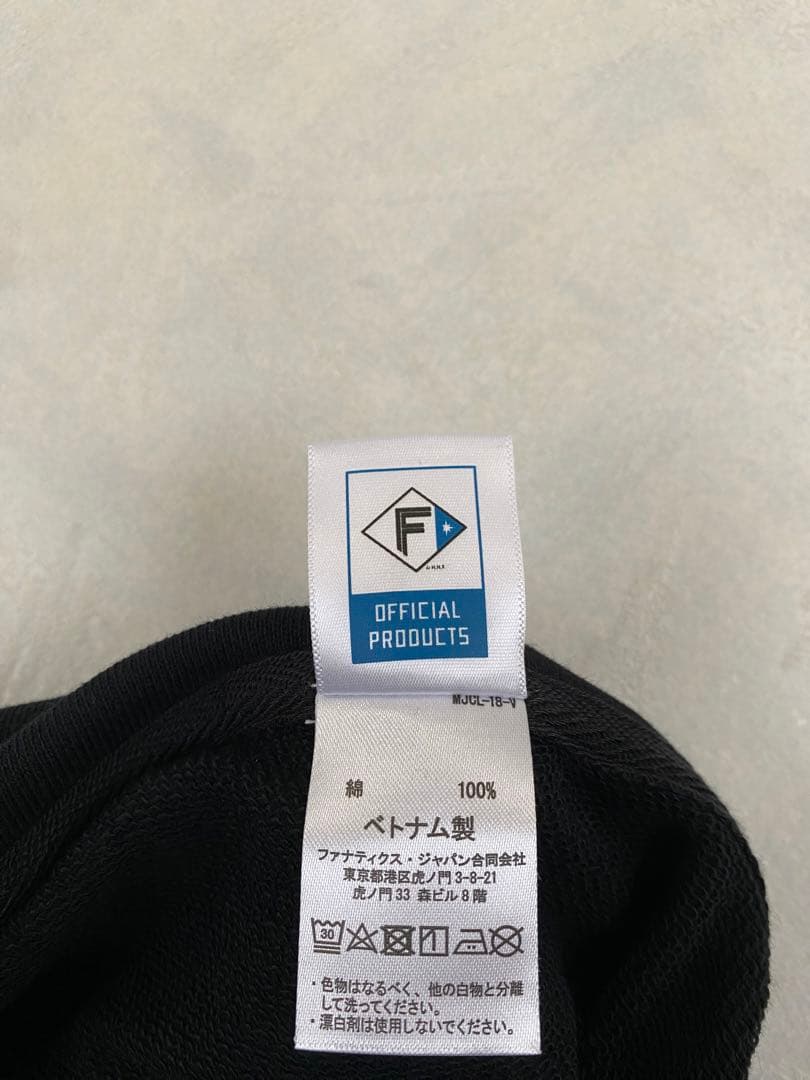 F
OFFICIAL
PRODUCTS
MJCL-18-V
綿 100%
ベトナム製
ファナティクス・ジャパン合同会社
東京都港区虎ノ門3-8-21
虎ノ門33 森ビル8階
30
・色物はなるべく、他の白物と分離
して洗ってください。
・漂白剤は使用しないでください。